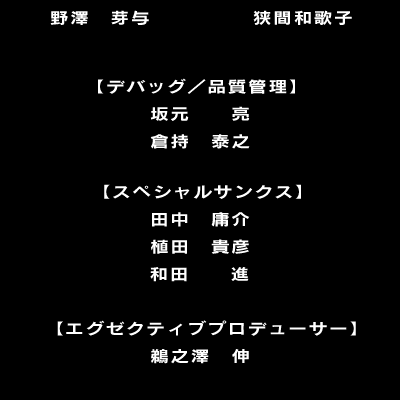 野澤　芽与　　　　　狭間和歌子
【デバッグ／品質管理】
坂元　　亮
倉持　泰之
【スペシャルサンクス】
田中　庸介
植田　貴彦
和田　　進
【エグゼクティブプロデューサー】
鵜之澤　伸